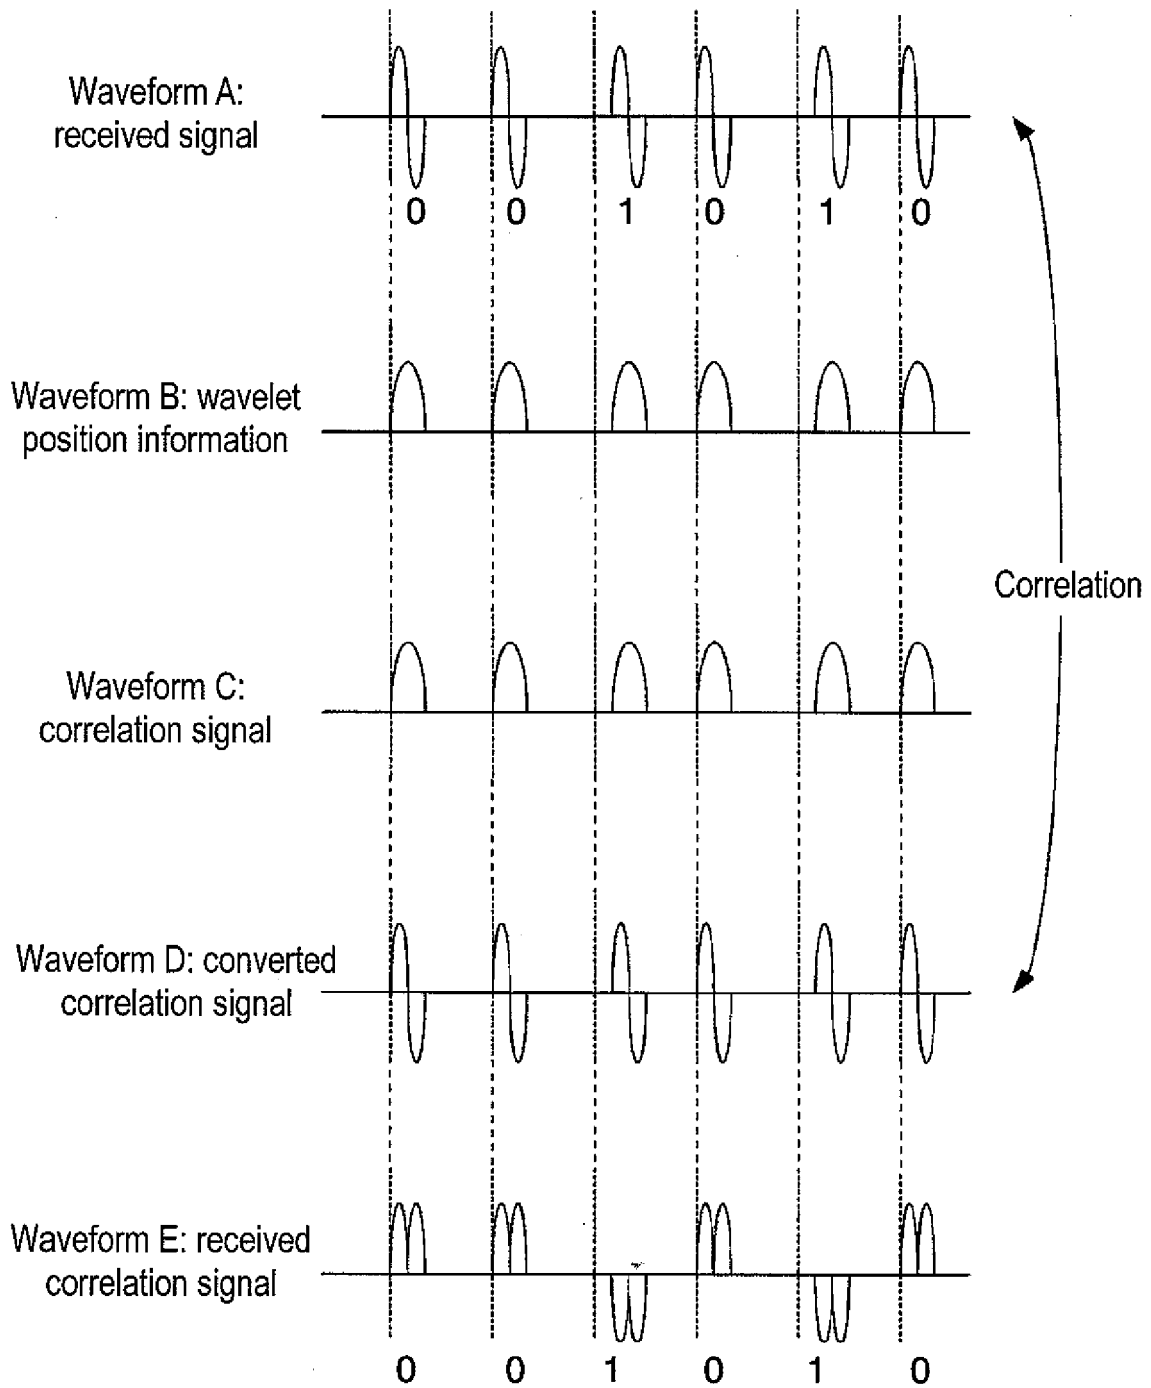 Waveform A:
received signal
0 0 1 0 1 0
Waveform B: wavelet
position information
Correlation
Waveform C:
correlation signal
Waveform D: converted
correlation signal
Waveform E: received
correlation signal
0 0 1 0 1 0